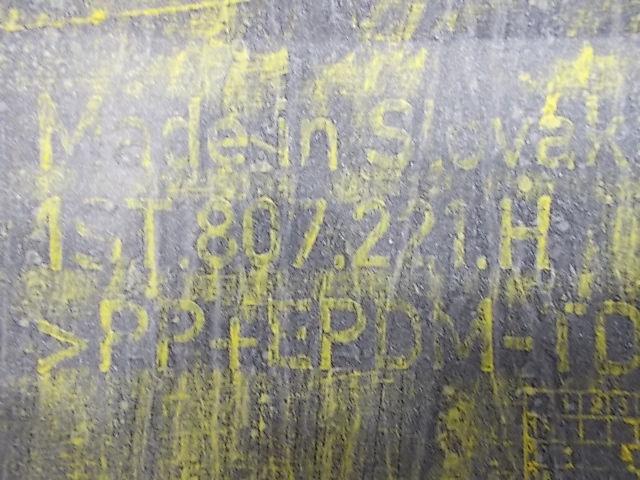 Made in Slovak
1ST.807.221.H
>PP+EPDM-TD